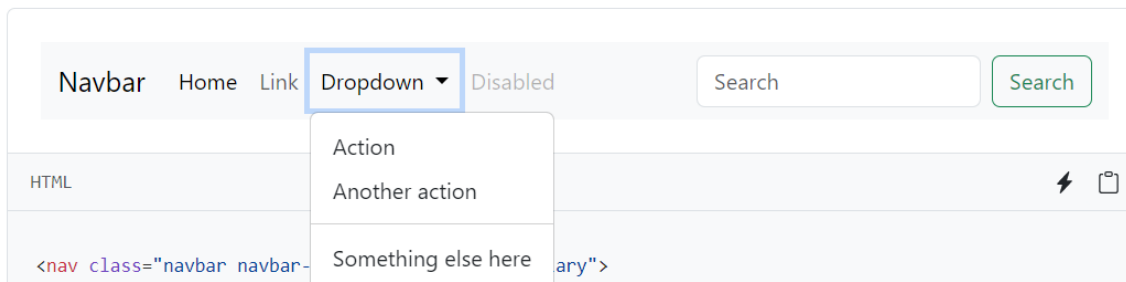 Navbar Home Link Dropdown Disabled Search Search
Action
HTML
Another action
Something else here
<nav class="navbar navbar- ary">